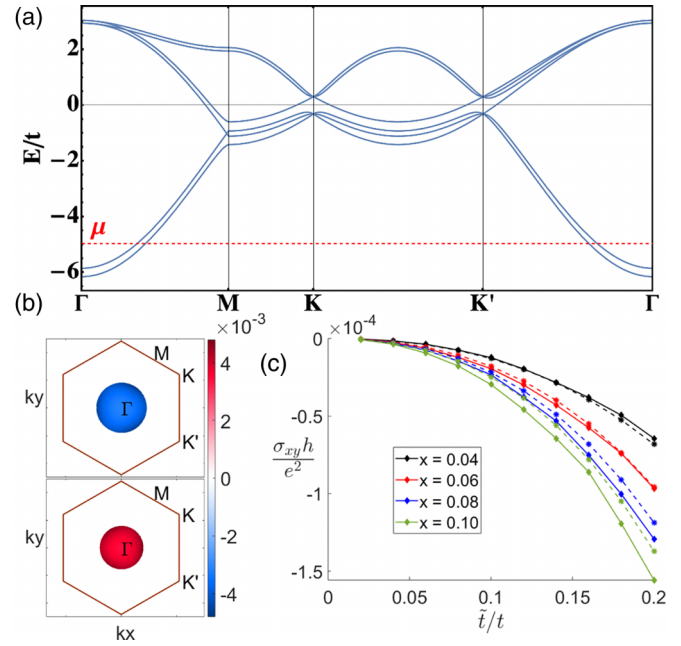 (a)
2
0
−2
−4
−6
E/t
μ
Γ
M
K
K'
Γ
(b)
×10⁻³
M
K
Γ
K'
ky
M
K
Γ
K'
ky
kx
4
2
0
-2
-4
(c)
×10⁻⁴
0
-0.5
-1
-1.5
σxyh
e²
x = 0.04
x = 0.06
x = 0.08
x = 0.10
0.05
0.1
0.15
0.2
t̃/t